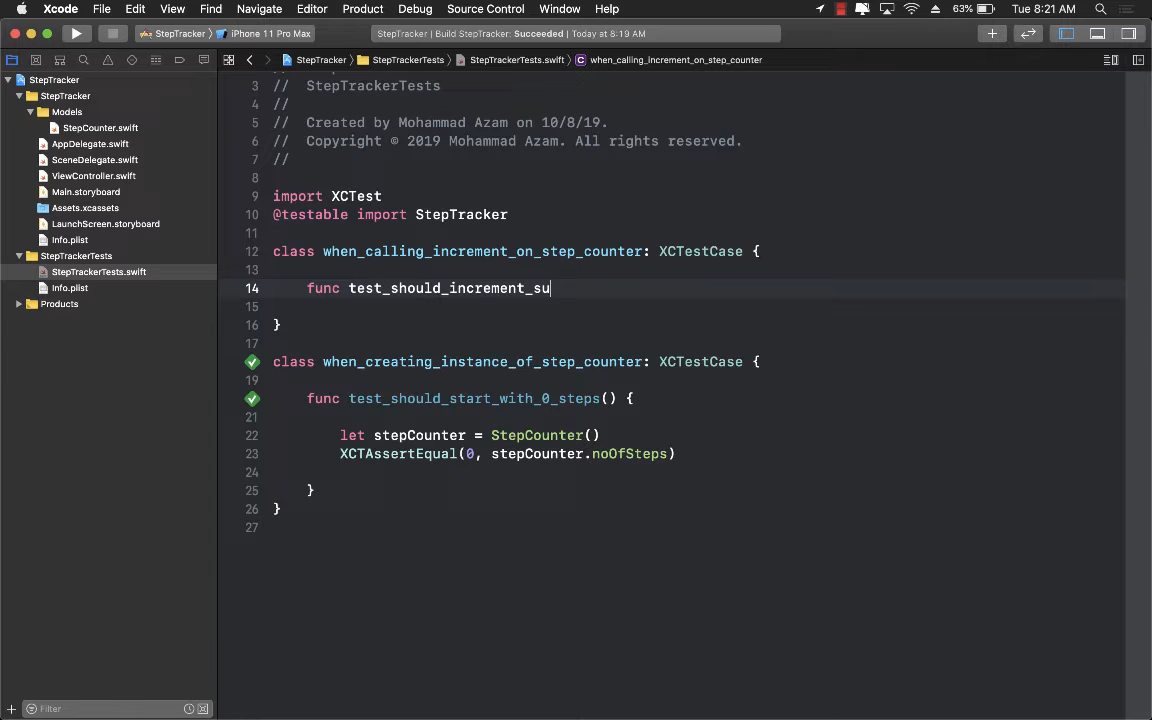 Xcode File Edit View Find Navigate Editor Product Debug Source Control Window Help 63% Tue 8:21 AM
StepTracker iPhone 11 Pro Max StepTracker | Build StepTracker: Succeeded | Today at 8:19 AM
StepTracker StepTrackerTests StepTrackerTests.swift C when_calling_increment_on_step_counter
StepTracker
StepTracker
Models
StepCounter.swift
AppDelegate.swift
SceneDelegate.swift
ViewController.swift
Main.storyboard
Assets.xcassets
LaunchScreen.storyboard
Info.plist
StepTrackerTests
StepTrackerTests.swift
Info.plist
Products
Filter
3 // StepTrackerTests
4 //
5 // Created by Mohammad Azam on 10/8/19.
6 // Copyright © 2019 Mohammad Azam. All rights reserved.
7 //
8
9 import XCTest
10 @testable import StepTracker
11
12 class when_calling_increment_on_step_counter: XCTestCase {
13
14 func test_should_increment_su
15
16 }
17
class when_creating_instance_of_step_counter: XCTestCase {
19
func test_should_start_with_0_steps() {
21
22 let stepCounter = StepCounter()
23 XCTAssertEqual(0, stepCounter.noOfSteps)
24
25 }
26 }
27